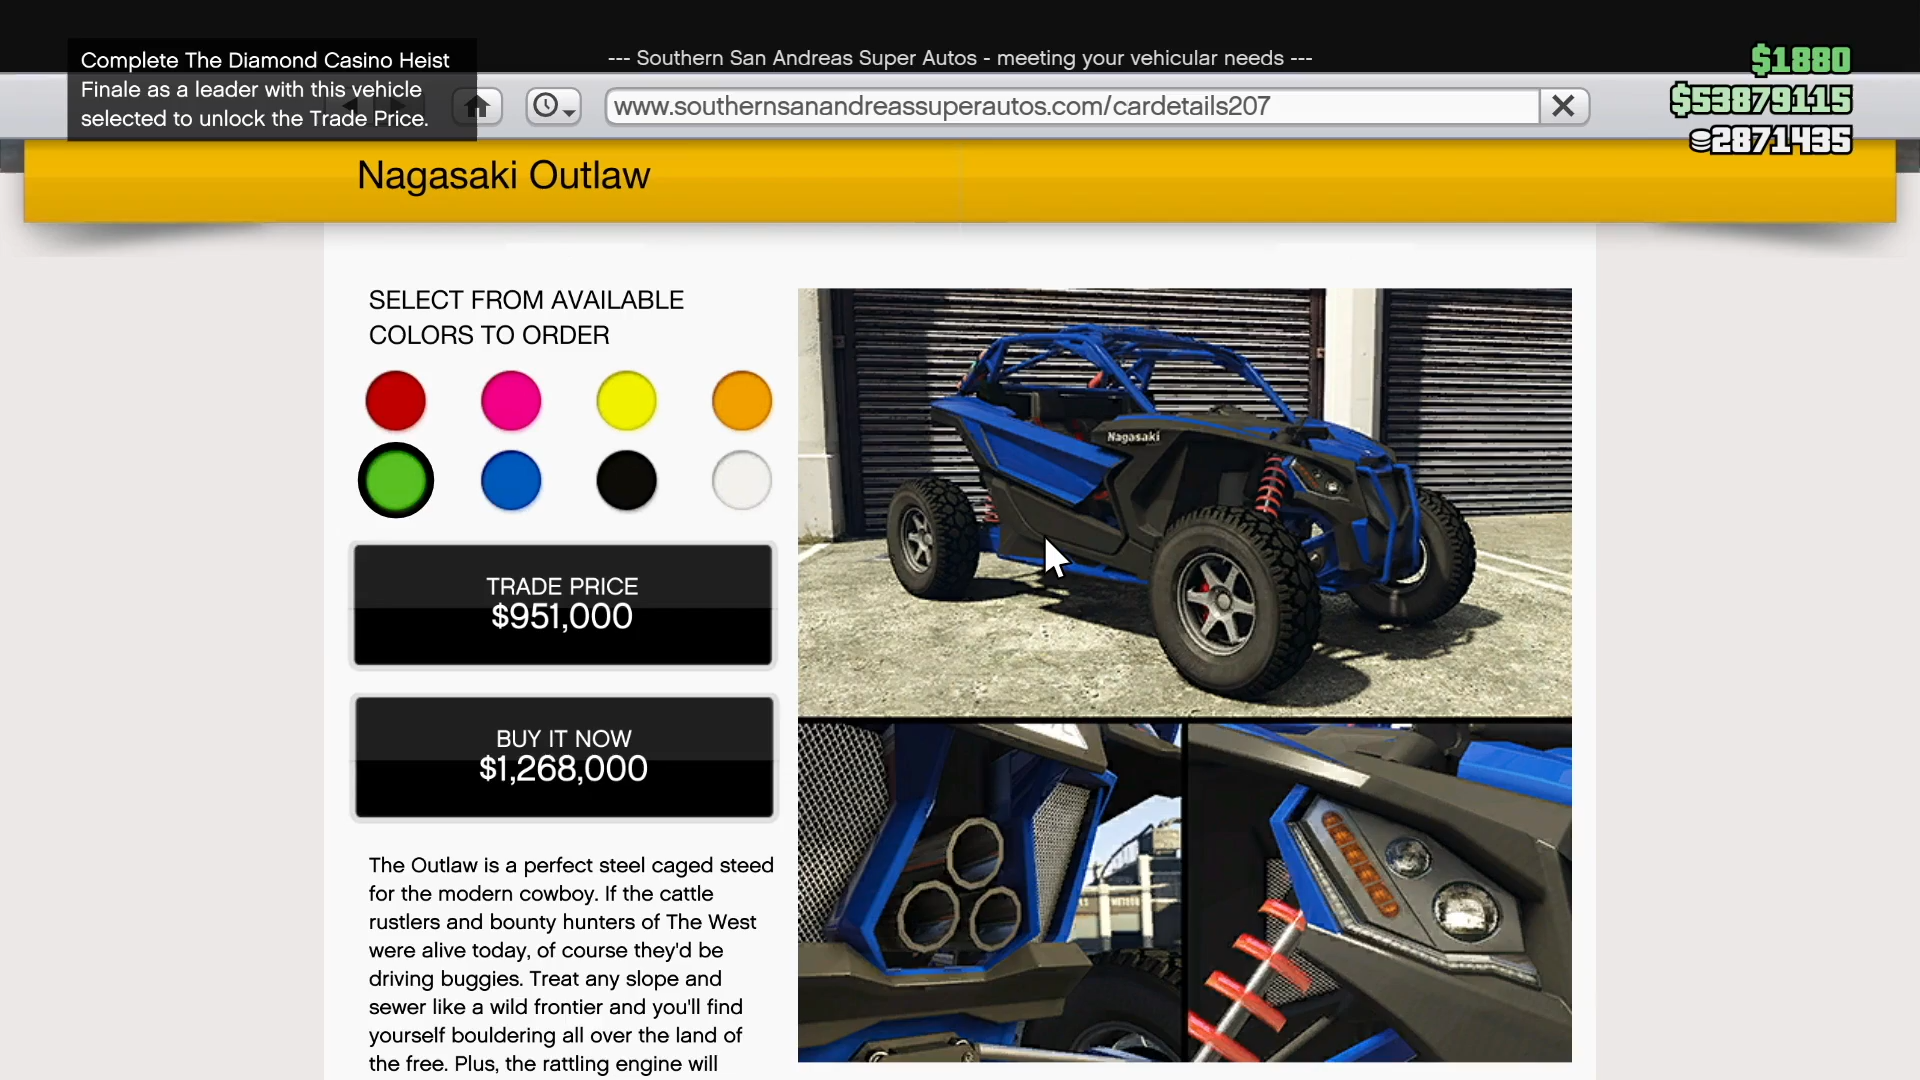 Complete The Diamond Casino Heist
Finale as a leader with this vehicle
selected to unlock the Trade Price.
--- Southern San Andreas Super Autos - meeting your vehicular needs ---
www.southernsanandreassuperautos.com/cardetails207
$1880
$53879115
2871435
Nagasaki Outlaw
SELECT FROM AVAILABLE
COLORS TO ORDER
Nagasaki
TRADE PRICE
$951,000
BUY IT NOW
$1,268,000
The Outlaw is a perfect steel caged steed
for the modern cowboy. If the cattle
rustlers and bounty hunters of The West
were alive today, of course they'd be
driving buggies. Treat any slope and
sewer like a wild frontier and you'll find
yourself bouldering all over the land of
the free. Plus, the rattling engine will